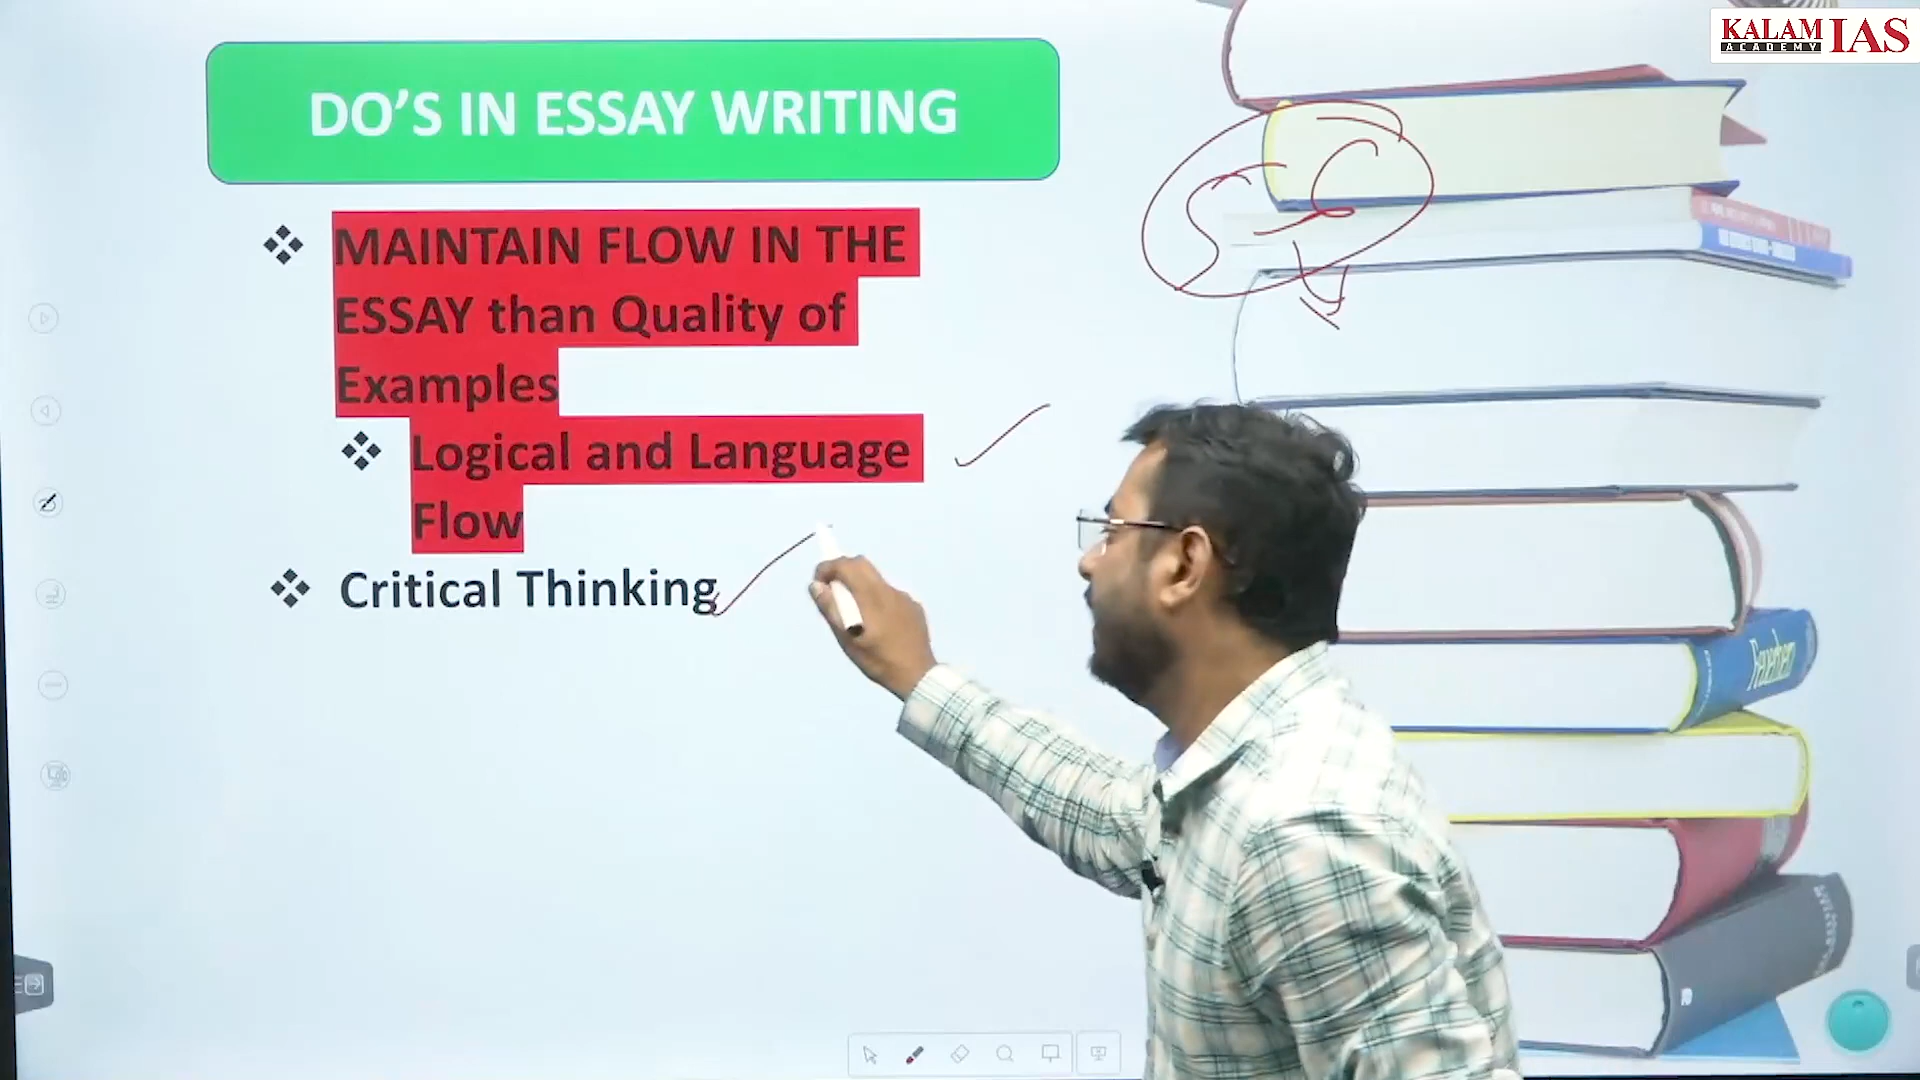 KALAM IAS
ACADEMY
DO'S IN ESSAY WRITING
❖ MAINTAIN FLOW IN THE
ESSAY than Quality of
Examples
❖ Logical and Language
Flow
❖ Critical Thinking